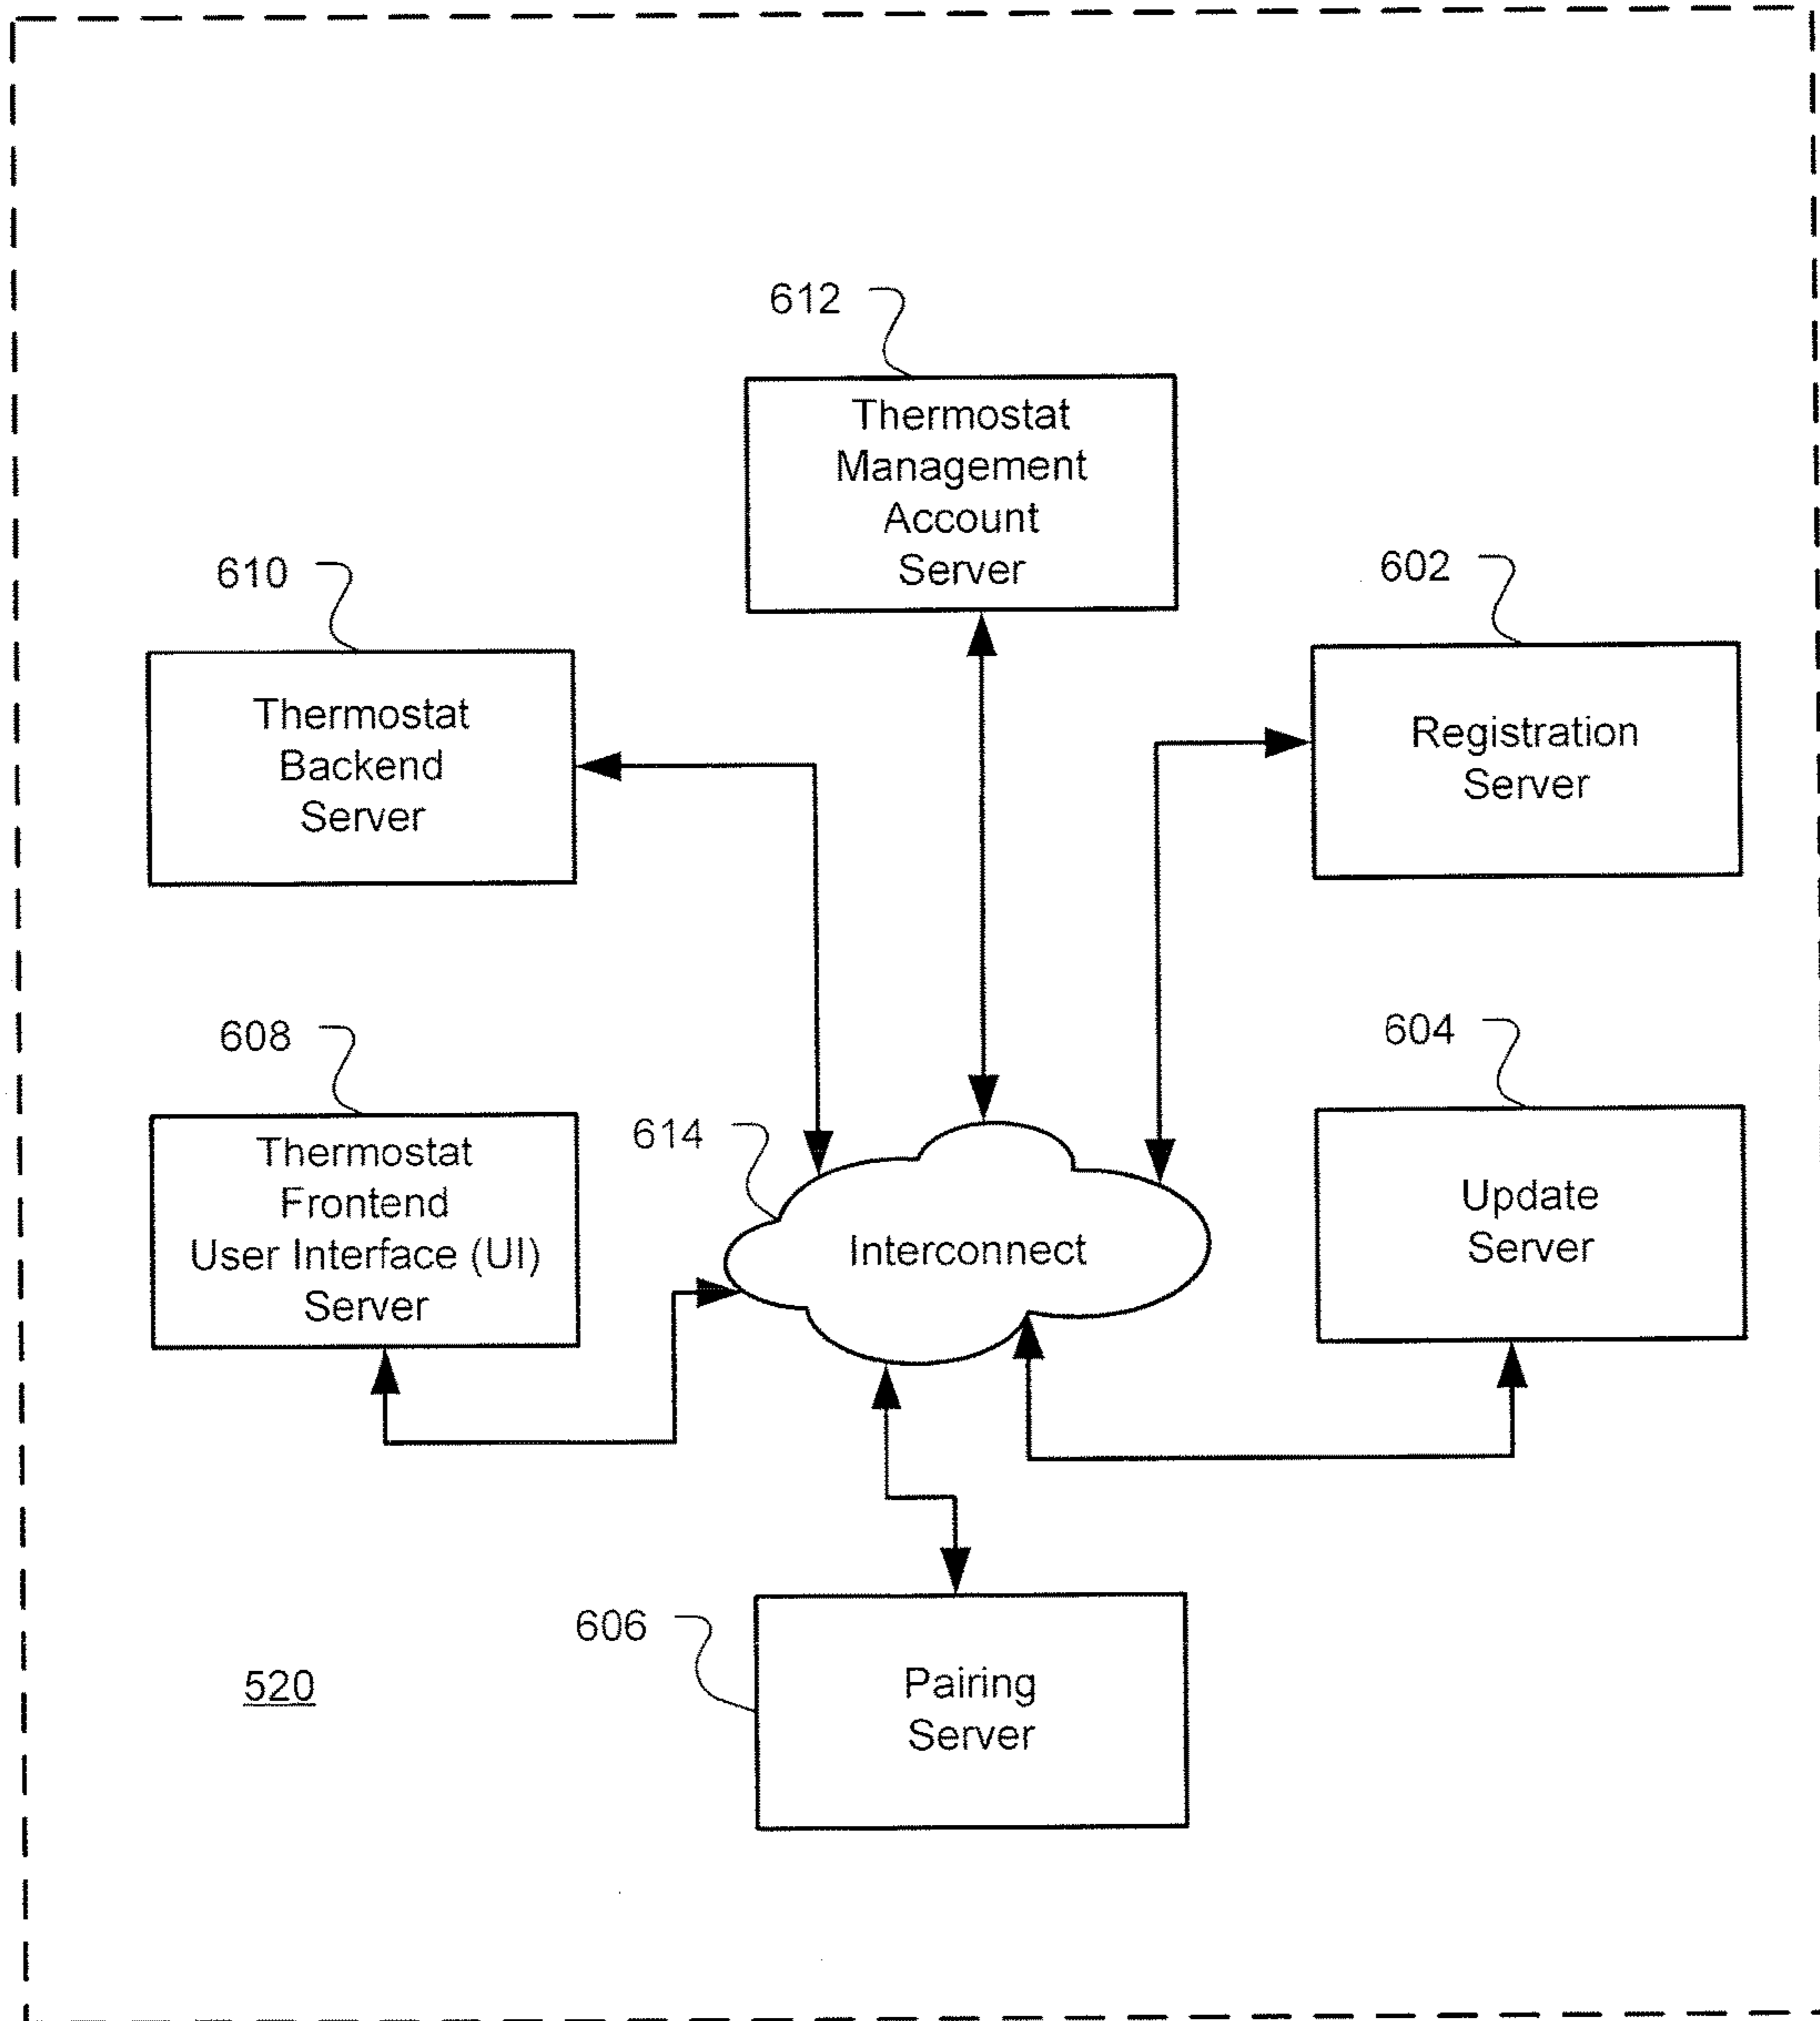 612
Thermostat
Management
Account
Server
610
Thermostat
Backend
Server
602
Registration
Server
608
Thermostat
Frontend
User Interface (UI)
Server
614
Interconnect
604
Update
Server
606
Pairing
Server
520